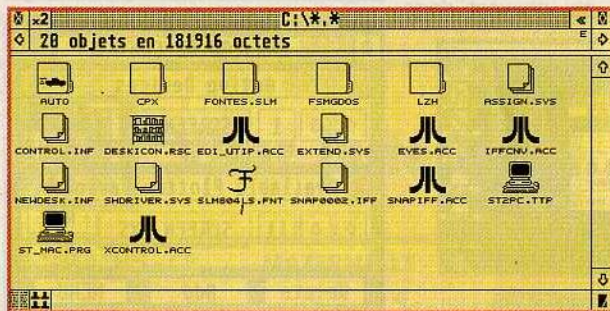 x2 C:\*.* «
20 objets en 181916 octets E
AUTO CPX FONTES.SLM FSMGDOS LZH ASSIGN.SYS
CONTROL.INF DESKICON.RSC EDI_UTIP.ACC EXTEND.SYS EYES.ACC IFFCNV.ACC
NEWDESK.INF SHDRIVER.SYS SLM804LS.FNT SNAP0002.IFF SNAPIFF.ACC ST2PC.TTP
ST_MAC.PRG XCONTROL.ACC